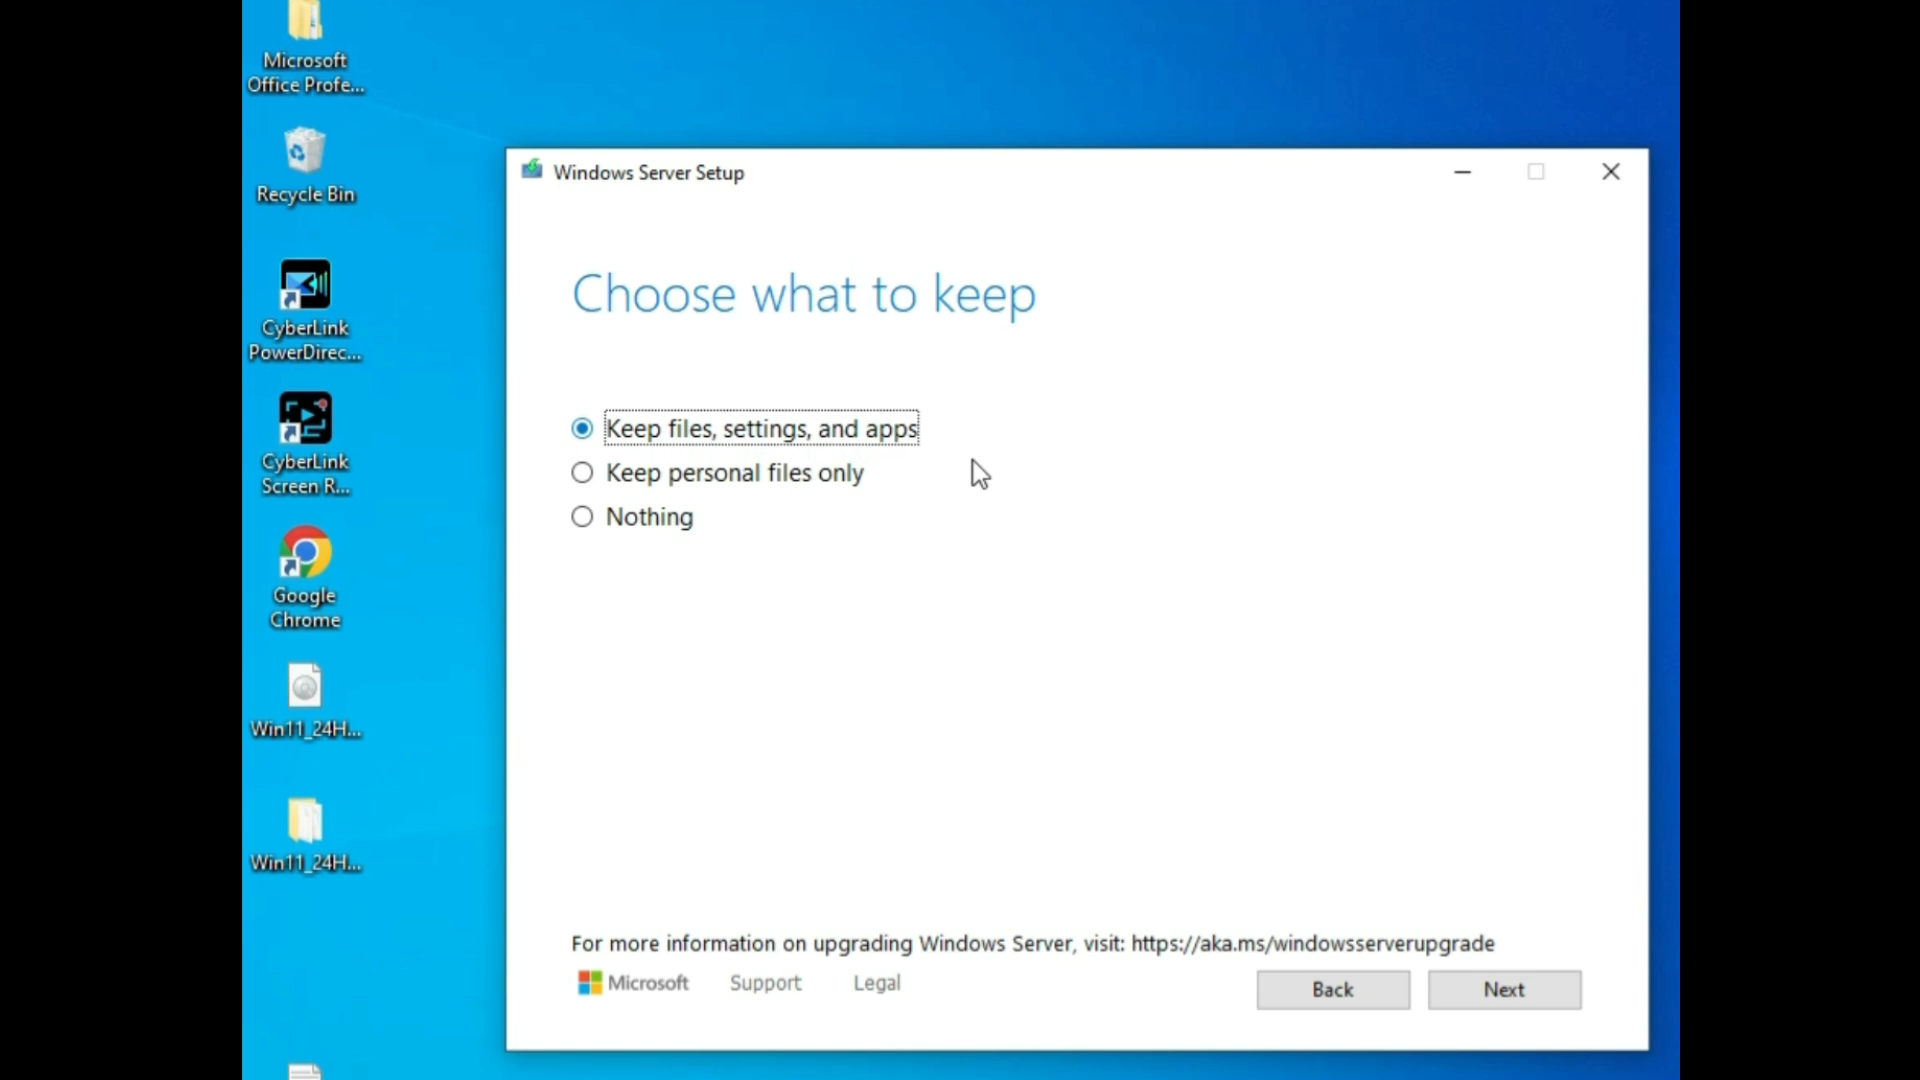 Microsoft
Office Profe...
Recycle Bin
CyberLink
PowerDirec...
CyberLink
Screen R...
Google
Chrome
Win11_24H...
Win11_24H...
Windows Server Setup
Choose what to keep
Keep files, settings, and apps
Keep personal files only
Nothing
For more information on upgrading Windows Server, visit: https://aka.ms/windowsserverupgrade
Microsoft Support Legal
Back Next